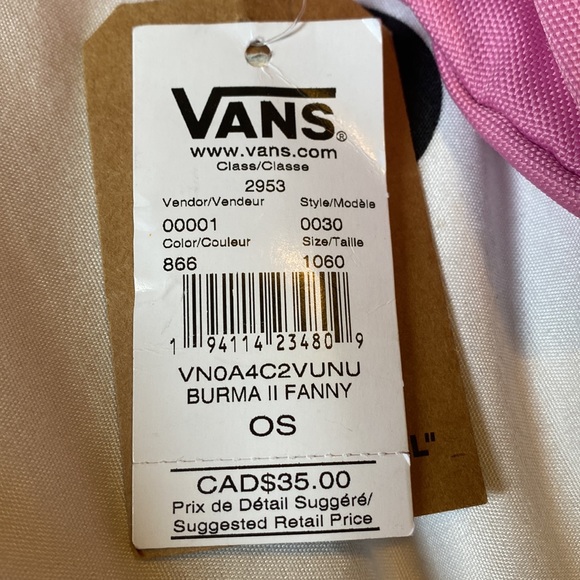 VANS®
www.vans.com
Class/Classe
2953
Vendor/Vendeur Style/Modèle
00001 0030
Color/Couleur Size/Taille
866 1060
1 94114 23480 9
VN0A4C2VUNU
BURMA II FANNY
OS
L"
CAD$35.00
Prix de Détail Suggéré/
Suggested Retail Price